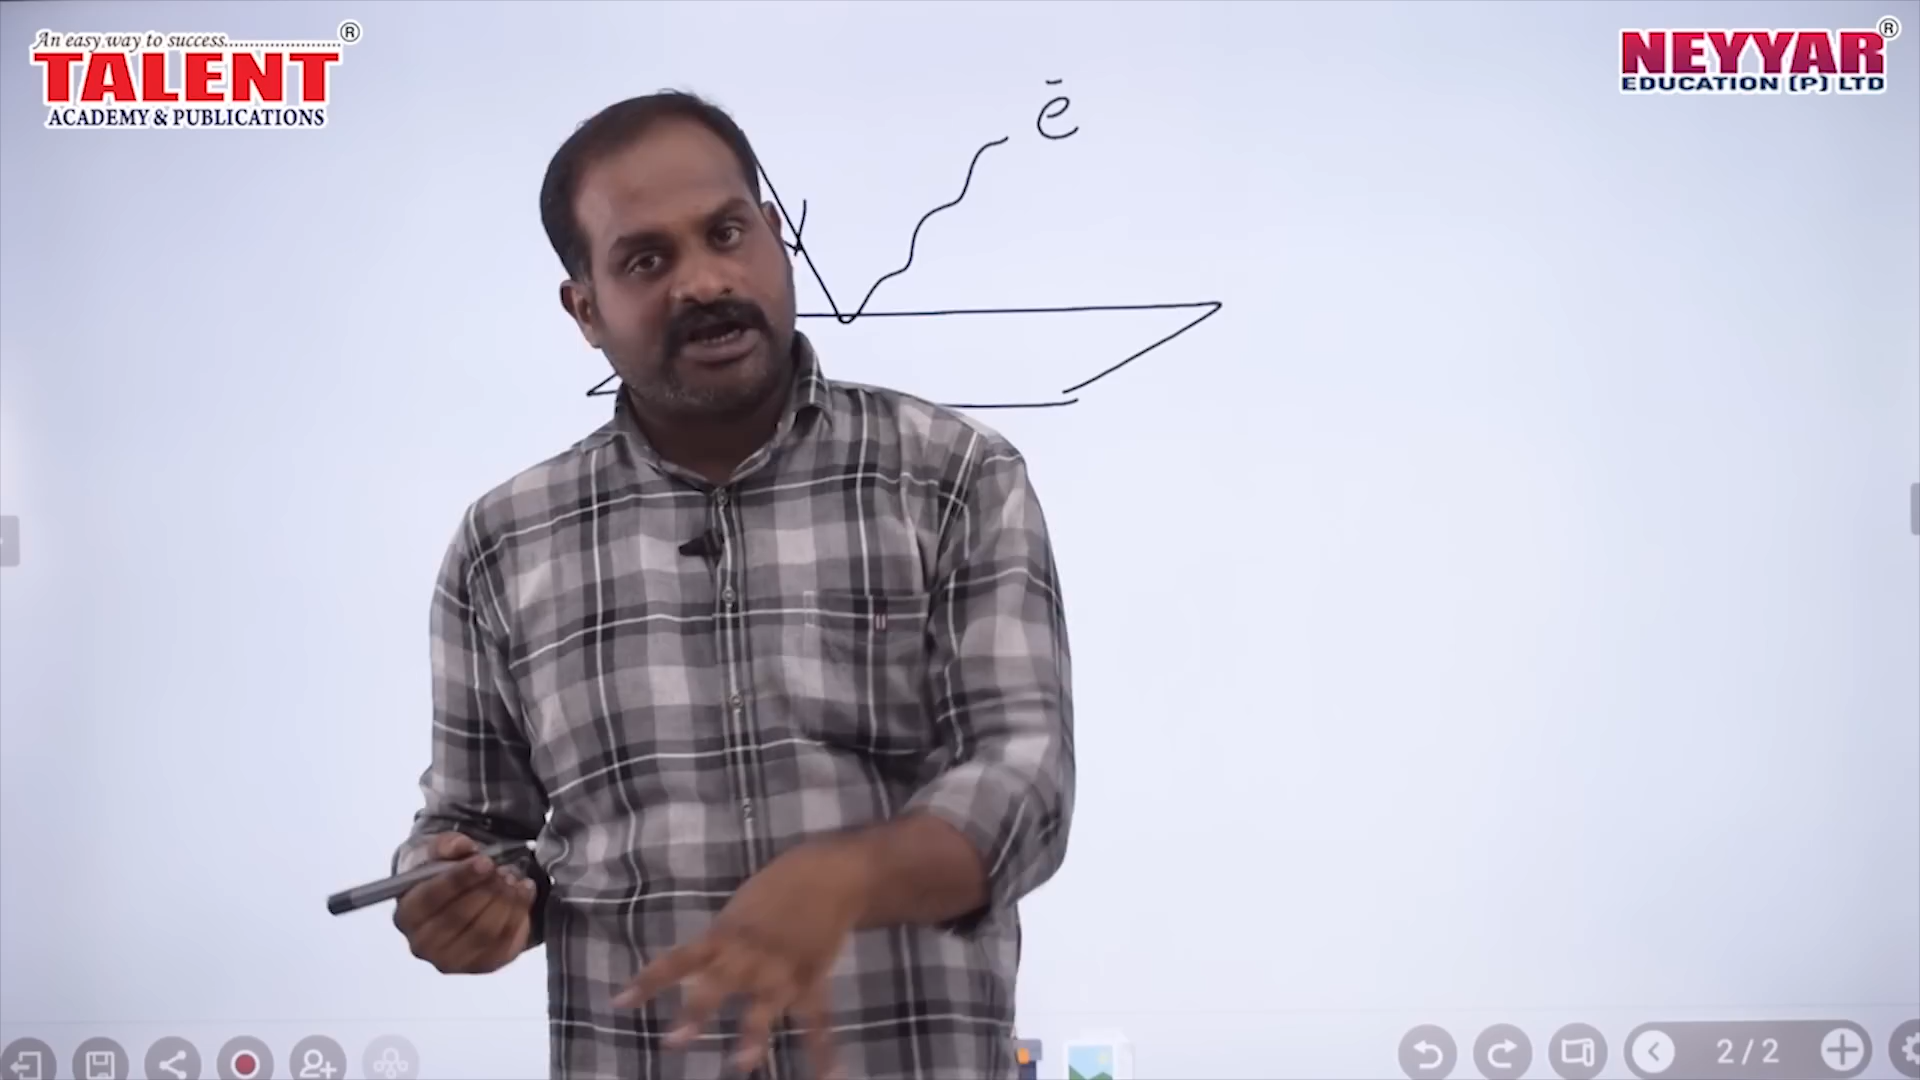 An easy way to success........................®
TALENT
ACADEMY & PUBLICATIONS
NEYYAR®
EDUCATION (P) LTD
ē
2/2